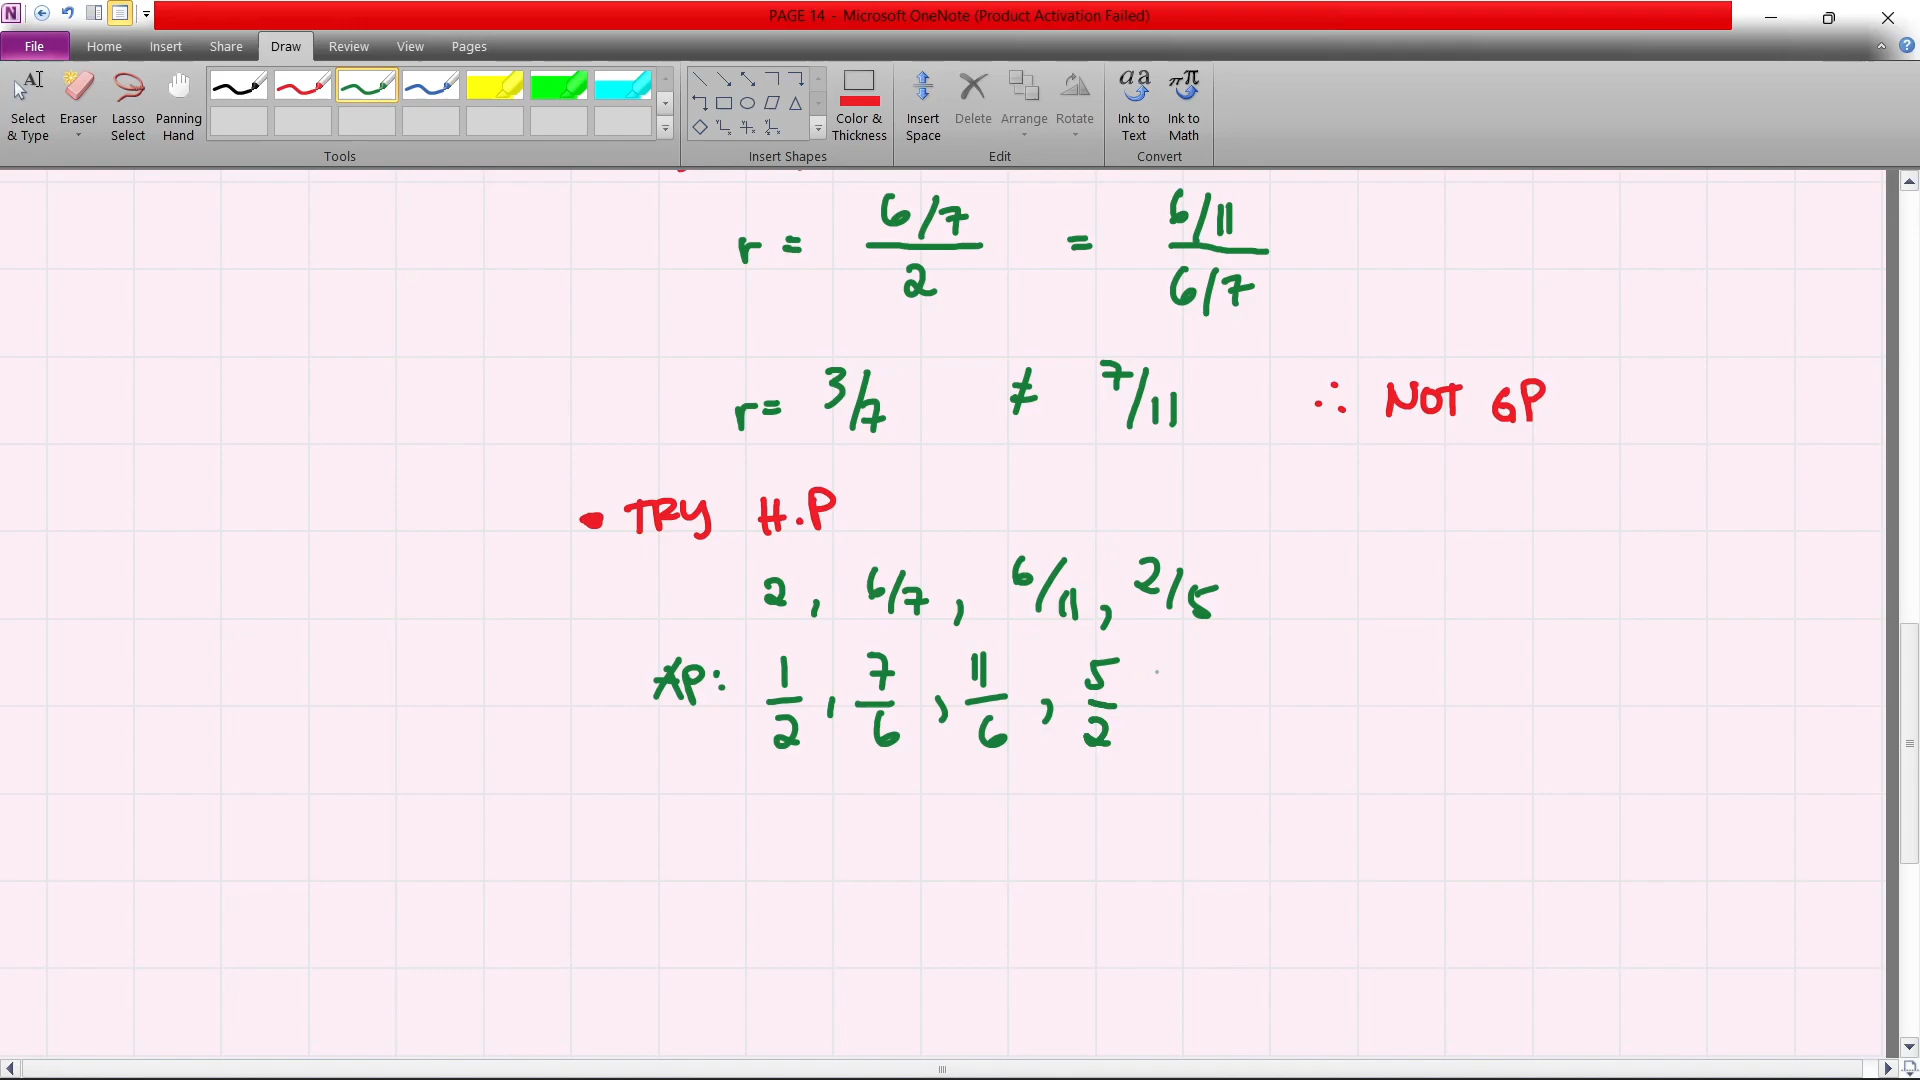 PAGE 14 - Microsoft OneNote (Product Activation Failed)
File Home Insert Share Draw Review View Pages
Select & Type Eraser Lasso Select Panning Hand Color & Thickness Insert Space Delete Arrange Rotate Ink to Text Ink to Math
Tools Insert Shapes Edit Convert
r = (6/7)/2 = (6/11)/(6/7)
r = 3/7 ≠ 7/11 ∴ NOT GP
• TRY H.P
2, 6/7, 6/11, 2/5
AP: 1/2, 7/6, 11/6, 5/2